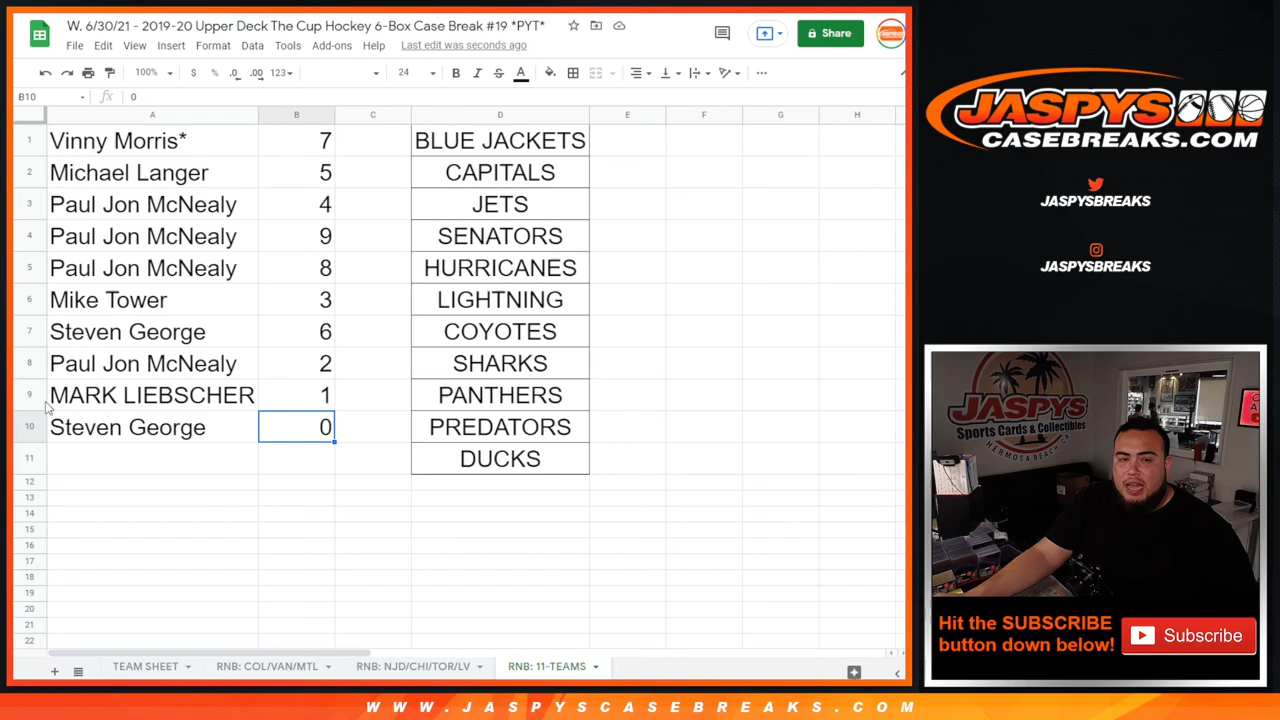 W. 6/30/21 - 2019-20 Upper Deck The Cup Hockey 6-Box Case Break #19 *PYT*
File Edit View Insert Format Data Tools Add-ons Help Last edit was seconds ago
Share
100% $ % .0 .00 123 24 B I S A
B10 fx 0
A B C D E F G H
1 Vinny Morris* 7 BLUE JACKETS
2 Michael Langer 5 CAPITALS
3 Paul Jon McNealy 4 JETS
4 Paul Jon McNealy 9 SENATORS
5 Paul Jon McNealy 8 HURRICANES
6 Mike Tower 3 LIGHTNING
7 Steven George 6 COYOTES
8 Paul Jon McNealy 2 SHARKS
9 MARK LIEBSCHER 1 PANTHERS
10 Steven George 0 PREDATORS
11 DUCKS
12
13
14
15
16
17
18
19
20
21
22
TEAM SHEET RNB: COL/VAN/MTL RNB: NJD/CHI/TOR/LV RNB: 11-TEAMS
JASPYS
CASEBREAKS.COM
JASPYSBREAKS
JASPYSBREAKS
JASPYS
Sports Cards & Collectibles
HERMOSA BEACH, CA
Hit the SUBSCRIBE
button down below!
Subscribe
WWW.JASPYSCASEBREAKS.COM